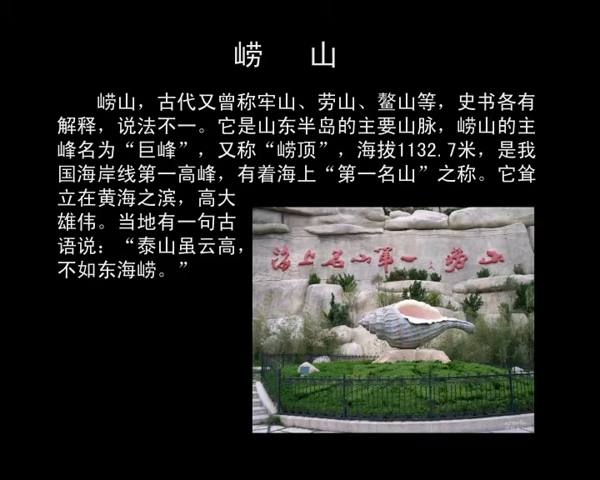 崂 山
崂山，古代又曾称牢山、劳山、鳌山等，史书各有
解释，说法不一。它是山东半岛的主要山脉，崂山的主
峰名为“巨峰”，又称“崂顶”，海拔1132.7米，是我
国海岸线第一高峰，有着海上“第一名山”之称。它耸
立在黄海之滨，高大
雄伟。当地有一句古
语说：“泰山虽云高，
不如东海崂。”
海上名山第一 崂山